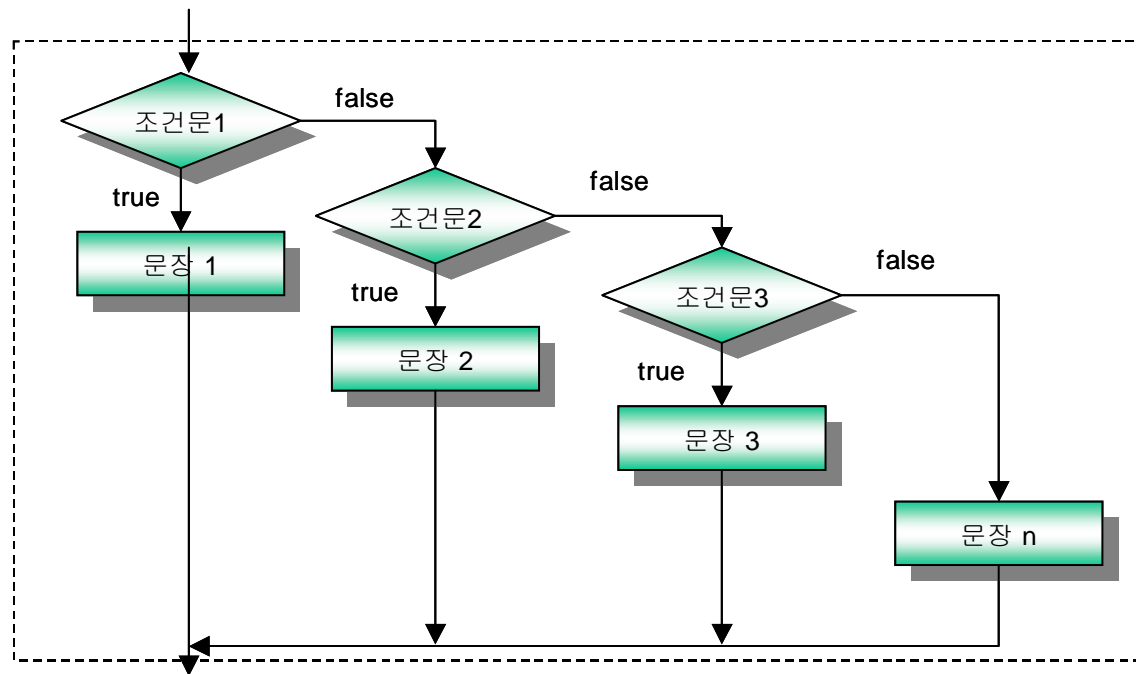 조건문1
false
true
문장 1
조건문2
false
true
문장 2
조건문3
false
true
문장 3
문장 n